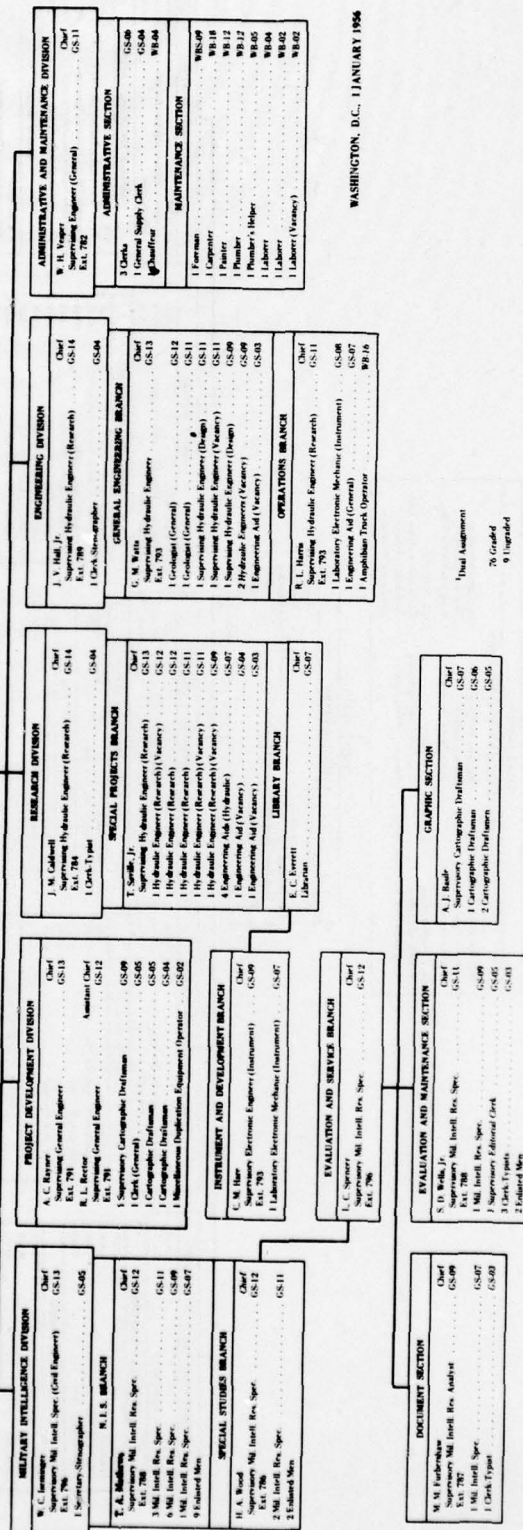 MILITARY INTELLIGENCE DIVISION
Chief
Supervisory Mil. Intell. Spec. (Civil Engineer) GS-13
Ext. 796
1 Secretary-Stenographer GS-05
N.I.S. BRANCH
T. A. Chief
Supervisory Mil. Intell. Res. Spec. GS-12
Ext. 788
3 Mil. Intell. Res. Spec. GS-11
6 Mil. Intell. Res. Spec. GS-09
1 Mil. Intell. Res. Spec. GS-07
9 Enlisted Men
SPECIAL STUDIES BRANCH
H. A. Wood Chief
Supervisory Mil. Intell. Res. Spec. GS-12
Ext. 786
2 Mil. Intell. Res. Spec. GS-11
2 Enlisted Men
PROJECT DEVELOPMENT DIVISION
A. C. Rayner Chief
Supervising General Engineer GS-13
Ext. 791
R. L. Rector Assistant Chief
Supervising General Engineer GS-12
Ext. 791
Supervisory Cartographic Draftsman GS-09
1 Clerk (General) GS-05
1 Cartographic Draftsman GS-05
1 Cartographic Draftsman GS-04
1 Miscellaneous Duplication Equipment Operator GS-02
INSTRUMENT AND DEVELOPMENT BRANCH
C. M. Chief
Supervisory Electronic Engineer (Instrument) GS-09
Ext. 793
1 Laboratory Electronic Mechanic (Instrument) GS-07
EVALUATION AND SERVICE BRANCH
L. C. Spencer Chief
Supervisory Mil. Intell. Res. Spec. GS-12
Ext. 796
RESEARCH DIVISION
J. M. Caldwell Chief
Supervising Hydraulic Engineer (Research) GS-14
Ext. 784
1 Clerk-Typist GS-04
SPECIAL PROJECTS BRANCH
T. Saville, Jr. Chief
Supervising Hydraulic Engineer (Research) GS-13
1 Hydraulic Engineer (Research) (Vacancy) GS-12
1 Hydraulic Engineer (Research) GS-12
1 Hydraulic Engineer (Research) GS-11
1 Hydraulic Engineer (Research) (Vacancy) GS-11
1 Hydraulic Engineer (Research) (Vacancy) GS-09
4 Engineering Aids (Hydraulic) GS-07
1 Engineering Aid (Vacancy) GS-04
1 Engineering Aid (Vacancy) GS-03
LIBRARY BRANCH
E. C. Everett Chief
Librarian GS-07
ENGINEERING DIVISION
J. V. Hall, Jr. Chief
Supervising Hydraulic Engineer (Research) GS-14
Ext. 789
1 Clerk Stenographer GS-04
GENERAL ENGINEERING BRANCH
G. M. Watts Chief
Supervising Hydraulic Engineer GS-13
Ext. 793
1 Geologist (General) GS-12
1 Geologist (General) GS-11
1 Supervising Hydraulic Engineer (Design) GS-11
1 Supervising Hydraulic Engineer (Vacancy) GS-11
1 Supervising Hydraulic Engineer (Design) GS-09
2 Hydraulic Engineers (Vacancy) GS-09
1 Engineering Aid (Vacancy) GS-03
OPERATIONS BRANCH
R. L. Harris Chief
Supervising Hydraulic Engineer (Research) GS-11
Ext. 793
1 Laboratory Electronic Mechanic (Instrument) GS-08
1 Engineering Aid (General) GS-07
1 Amphibian Truck Operator WB-16
ADMINISTRATIVE AND MAINTENANCE DIVISION
W. H. Vesper Chief
Supervising Engineer (General) GS-11
Ext. 782
ADMINISTRATIVE SECTION
3 Clerks GS-06
1 General Supply Clerk GS-04
Chauffeur WB-04
MAINTENANCE SECTION
1 Foreman WBS-09
1 Carpenter WB-18
1 Painter WB-12
1 Plumber WB-12
1 Plumber's Helper WB-05
1 Laborer WB-04
1 Laborer WB-02
1 Laborer (Vacancy) WB-02
DOCUMENT SECTION
M. M. Furbershaw Chief
Supervisory Mil. Intell. Res. Analyst GS-09
Ext. 787
1 Mil. Intell. Spec. GS-07
1 Clerk-Typist GS-03
EVALUATION AND MAINTENANCE SECTION
S. D. Wells, Jr. Chief
Supervisory Mil. Intell. Res. Spec. GS-11
Ext. 788
1 Mil. Intell. Res. Spec. GS-09
Supervisory Editorial Clerk GS-05
3 Clerk-Typists GS-03
2 Enlisted Men
GRAPHIC SECTION
A. J. Chief
Supervisory Cartographic Draftsman GS-07
1 Cartographic Draftsman GS-06
2 Cartographic Draftsmen GS-05
¹Dual Assignment
76 Graded
9 Ungraded
WASHINGTON, D.C., 1 JANUARY 1956